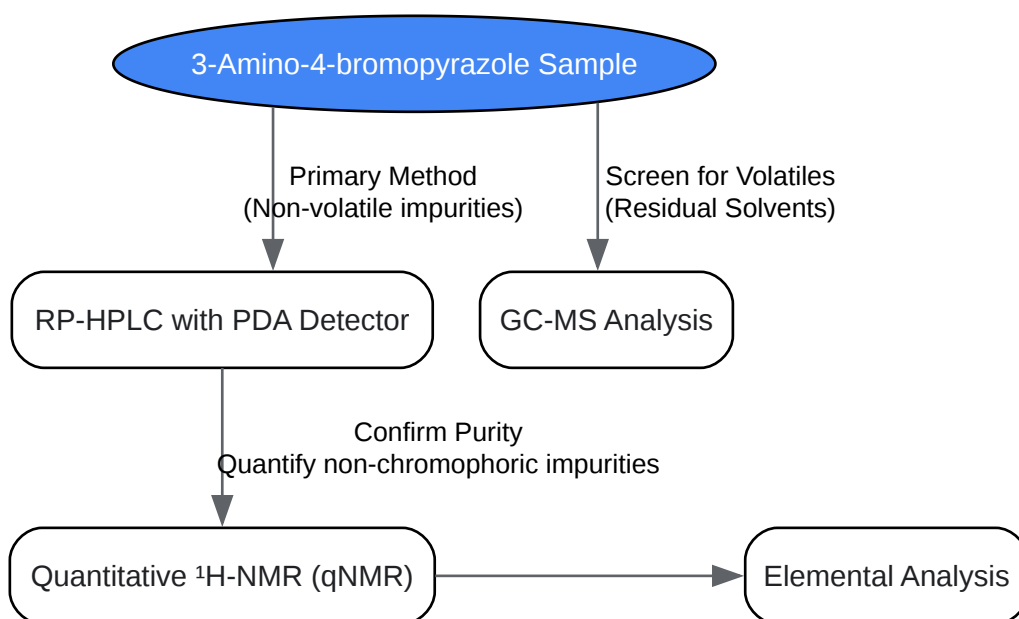 3-Amino-4-bromopyrazole Sample
Primary Method
(Non-volatile impurities)
Screen for Volatiles
(Residual Solvents)
RP-HPLC with PDA Detector
GC-MS Analysis
Confirm Purity
Quantify non-chromophoric impurities
Quantitative ¹H-NMR (qNMR)
Elemental Analysis